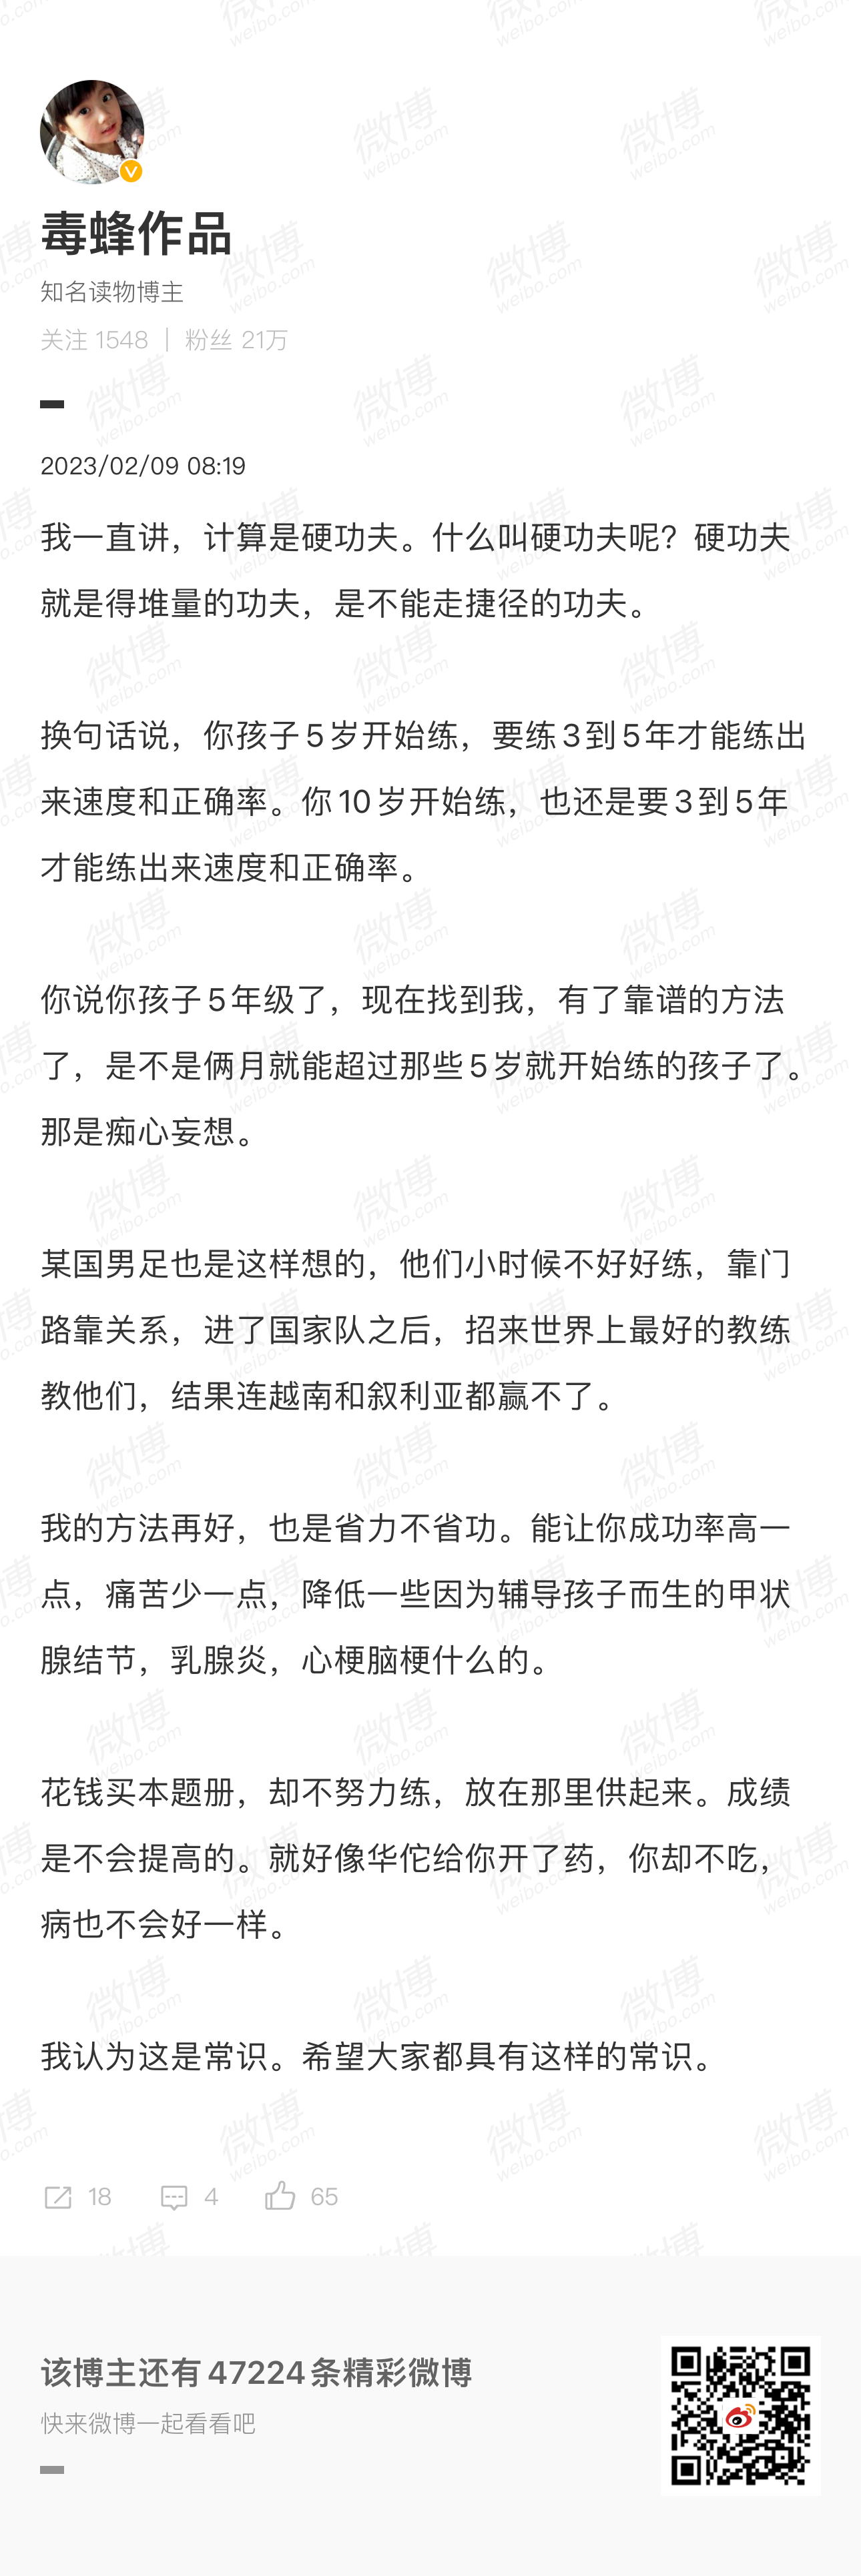 毒蜂作品
知名读物博主
关注 1548 | 粉丝 21万
2023/02/09 08:19
我一直讲，计算是硬功夫。什么叫硬功夫呢？硬功夫
就是得堆量的功夫，是不能走捷径的功夫。
换句话说，你孩子5岁开始练，要练3到5年才能练出
来速度和正确率。你10岁开始练，也还是要3到5年
才能练出来速度和正确率。
你说你孩子5年级了，现在找到我，有了靠谱的方法
了，是不是俩月就能超过那些5岁就开始练的孩子了。
那是痴心妄想。
某国男足也是这样想的，他们小时候不好好练，靠门
路靠关系，进了国家队之后，招来世界上最好的教练
教他们，结果连越南和叙利亚都赢不了。
我的方法再好，也是省力不省功。能让你成功率高一
点，痛苦少一点，降低一些因为辅导孩子而生的甲状
腺结节，乳腺炎，心梗脑梗什么的。
花钱买本题册，却不努力练，放在那里供起来。成绩
是不会提高的。就好像华佗给你开了药，你却不吃，
病也不会好一样。
我认为这是常识。希望大家都具有这样的常识。
18 4 65
该博主还有47224条精彩微博
快来微博一起看看吧
微博
weibo.com